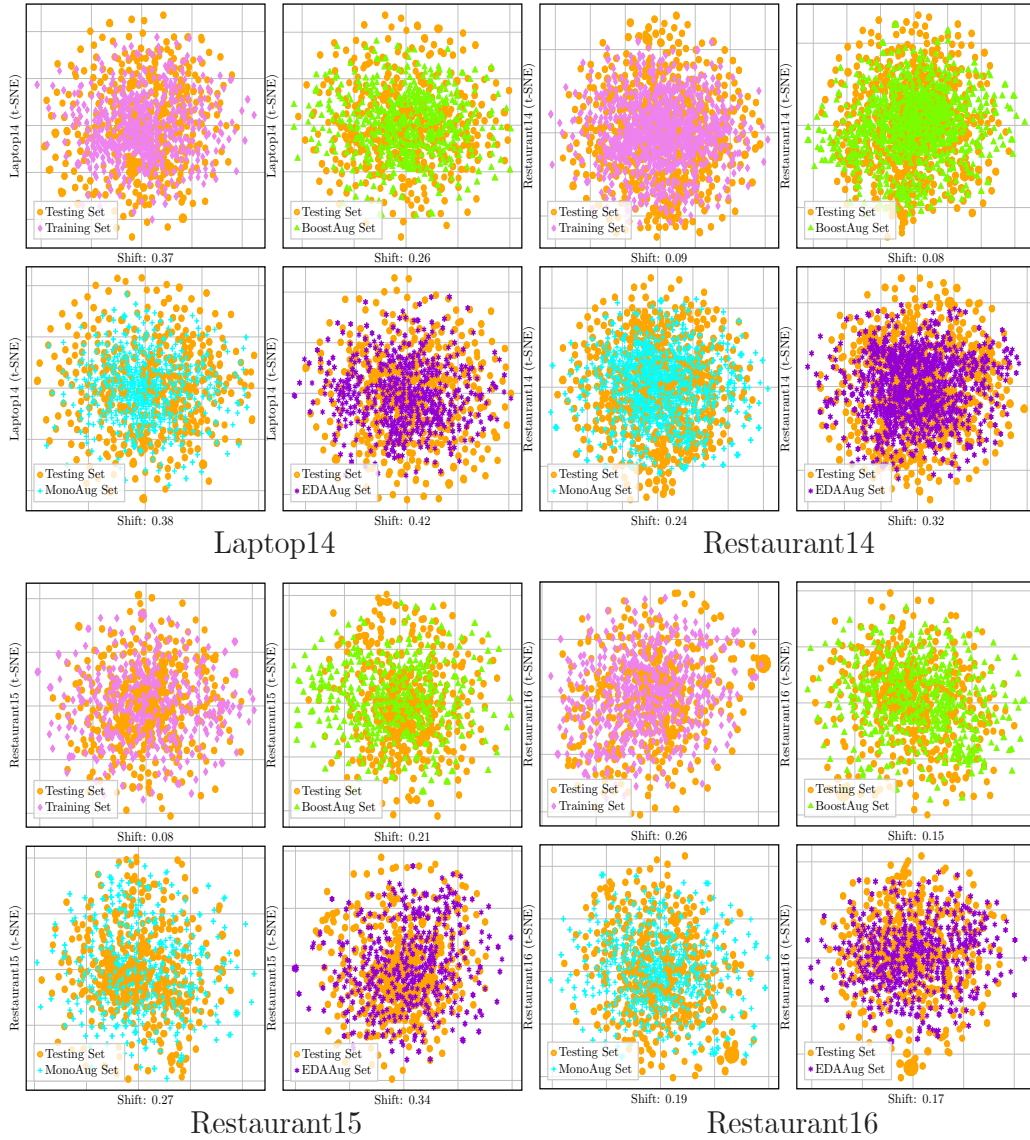 Laptop14 (t-SNE)
Testing Set
Training Set
Shift: 0.37
Laptop14 (t-SNE)
Testing Set
BoostAug Set
Shift: 0.26
Restaurant14 (t-SNE)
Testing Set
Training Set
Shift: 0.09
Restaurant14 (t-SNE)
Testing Set
BoostAug Set
Shift: 0.08
Laptop14 (t-SNE)
Testing Set
MonoAug Set
Shift: 0.38
Laptop14 (t-SNE)
Testing Set
EDAAug Set
Shift: 0.42
Restaurant14 (t-SNE)
Testing Set
MonoAug Set
Shift: 0.24
Restaurant14 (t-SNE)
Testing Set
EDAAug Set
Shift: 0.32
Laptop14
Restaurant14
Restaurant15 (t-SNE)
Testing Set
Training Set
Shift: 0.08
Restaurant15 (t-SNE)
Testing Set
BoostAug Set
Shift: 0.21
Restaurant16 (t-SNE)
Testing Set
Training Set
Shift: 0.26
Restaurant16 (t-SNE)
Testing Set
BoostAug Set
Shift: 0.15
Restaurant15 (t-SNE)
Testing Set
MonoAug Set
Shift: 0.27
Restaurant15 (t-SNE)
Testing Set
EDAAug Set
Shift: 0.34
Restaurant16 (t-SNE)
Testing Set
MonoAug Set
Shift: 0.19
Restaurant16 (t-SNE)
Testing Set
EDAAug Set
Shift: 0.17
Restaurant15
Restaurant16